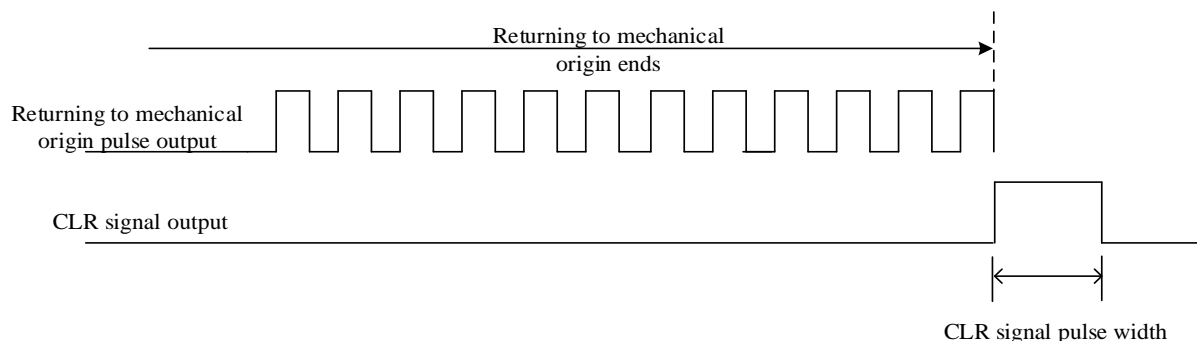 Returning to mechanical
origin ends
Returning to mechanical
origin pulse output
CLR signal output
CLR signal pulse width